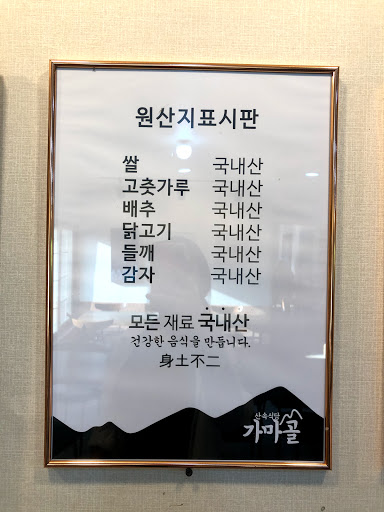 원산지표시판
쌀 국내산
고춧가루 국내산
배추 국내산
닭고기 국내산
들깨 국내산
감자 국내산
모든 재료 국내산
건강한 음식을 만듭니다.
身土不二
산속식당
가마골